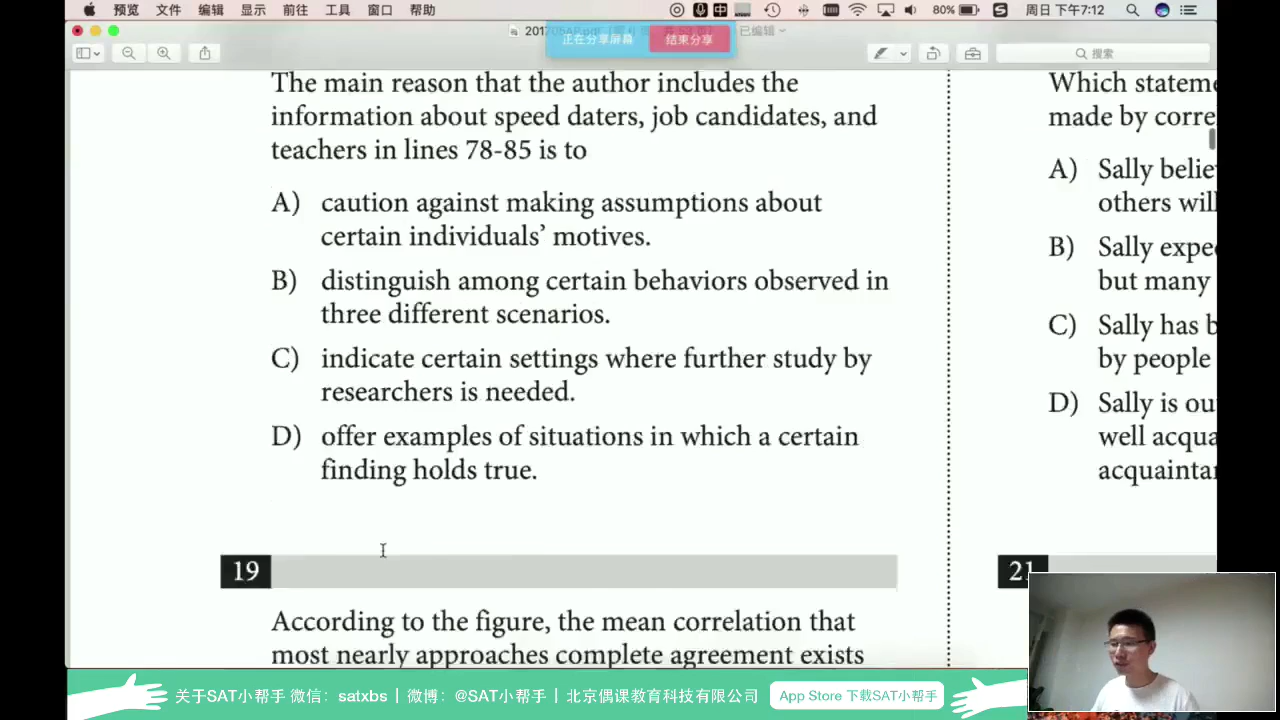 预览 文件 编辑 显示 前往 工具 窗口 帮助
80% 周日 下午7:12
正在分享屏幕 结束分享
已编辑
搜索
The main reason that the author includes the
information about speed daters, job candidates, and
teachers in lines 78-85 is to
A) caution against making assumptions about
certain individuals’ motives.
B) distinguish among certain behaviors observed in
three different scenarios.
C) indicate certain settings where further study by
researchers is needed.
D) offer examples of situations in which a certain
finding holds true.
19
According to the figure, the mean correlation that
most nearly approaches complete agreement exists
Which stateme
made by corre
A) Sally belie
others will
B) Sally expe
but many
C) Sally has b
by people
D) Sally is ou
well acqua
acquainta
21
关于SAT小帮手 微信：satxbs | 微博：@SAT小帮手 | 北京偶课教育科技有限公司
App Store 下载SAT小帮手